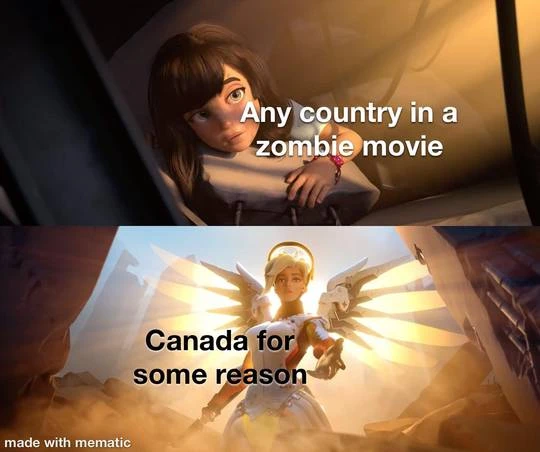 Any country in a
zombie movie
Canada for
some reason
made with mematic